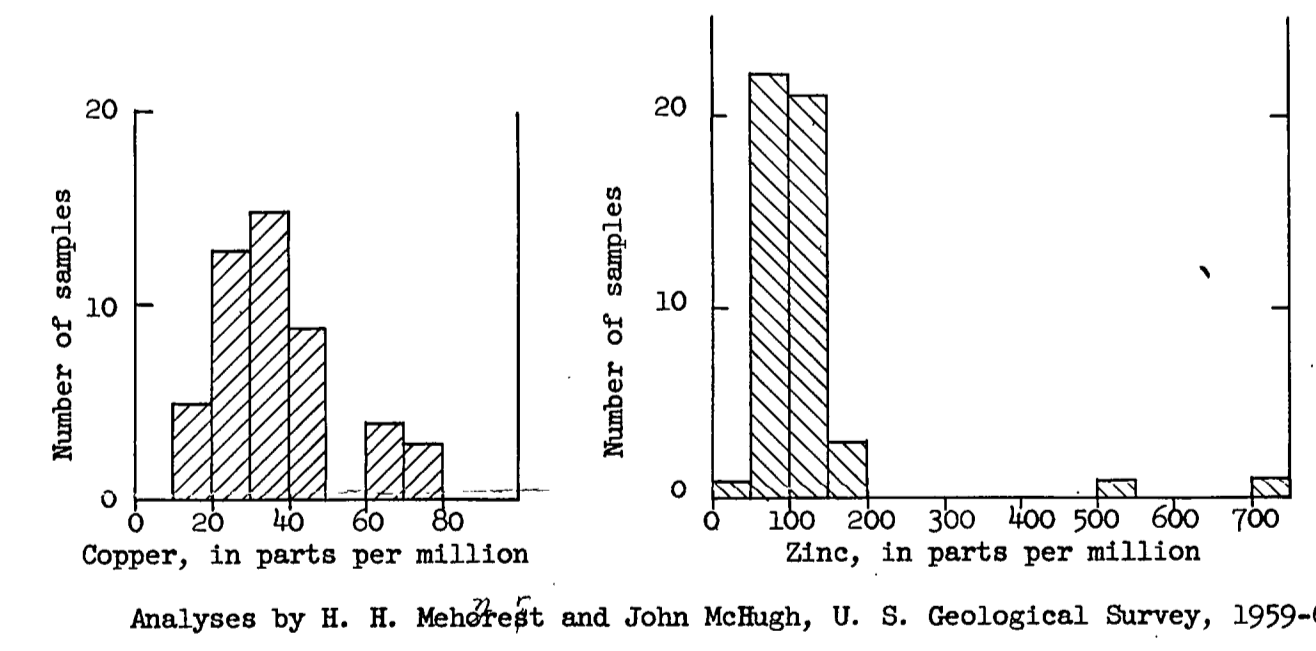 20
10
0
Number of samples
0 20 40 60 80
Copper, in parts per million
20
10
0
Number of samples
0 100 200 300 400 500 600 700
Zinc, in parts per million
Analyses by H. H. and John McHugh, U. S. Geological Survey, 1959-